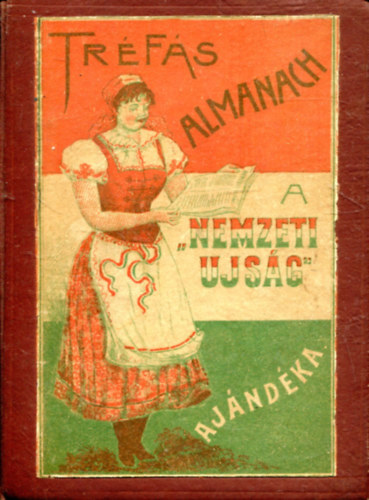 TRÉFÁS
ALMANACH
A
„NEMZETI
UJSÁG”
AJÁNDÉKA.